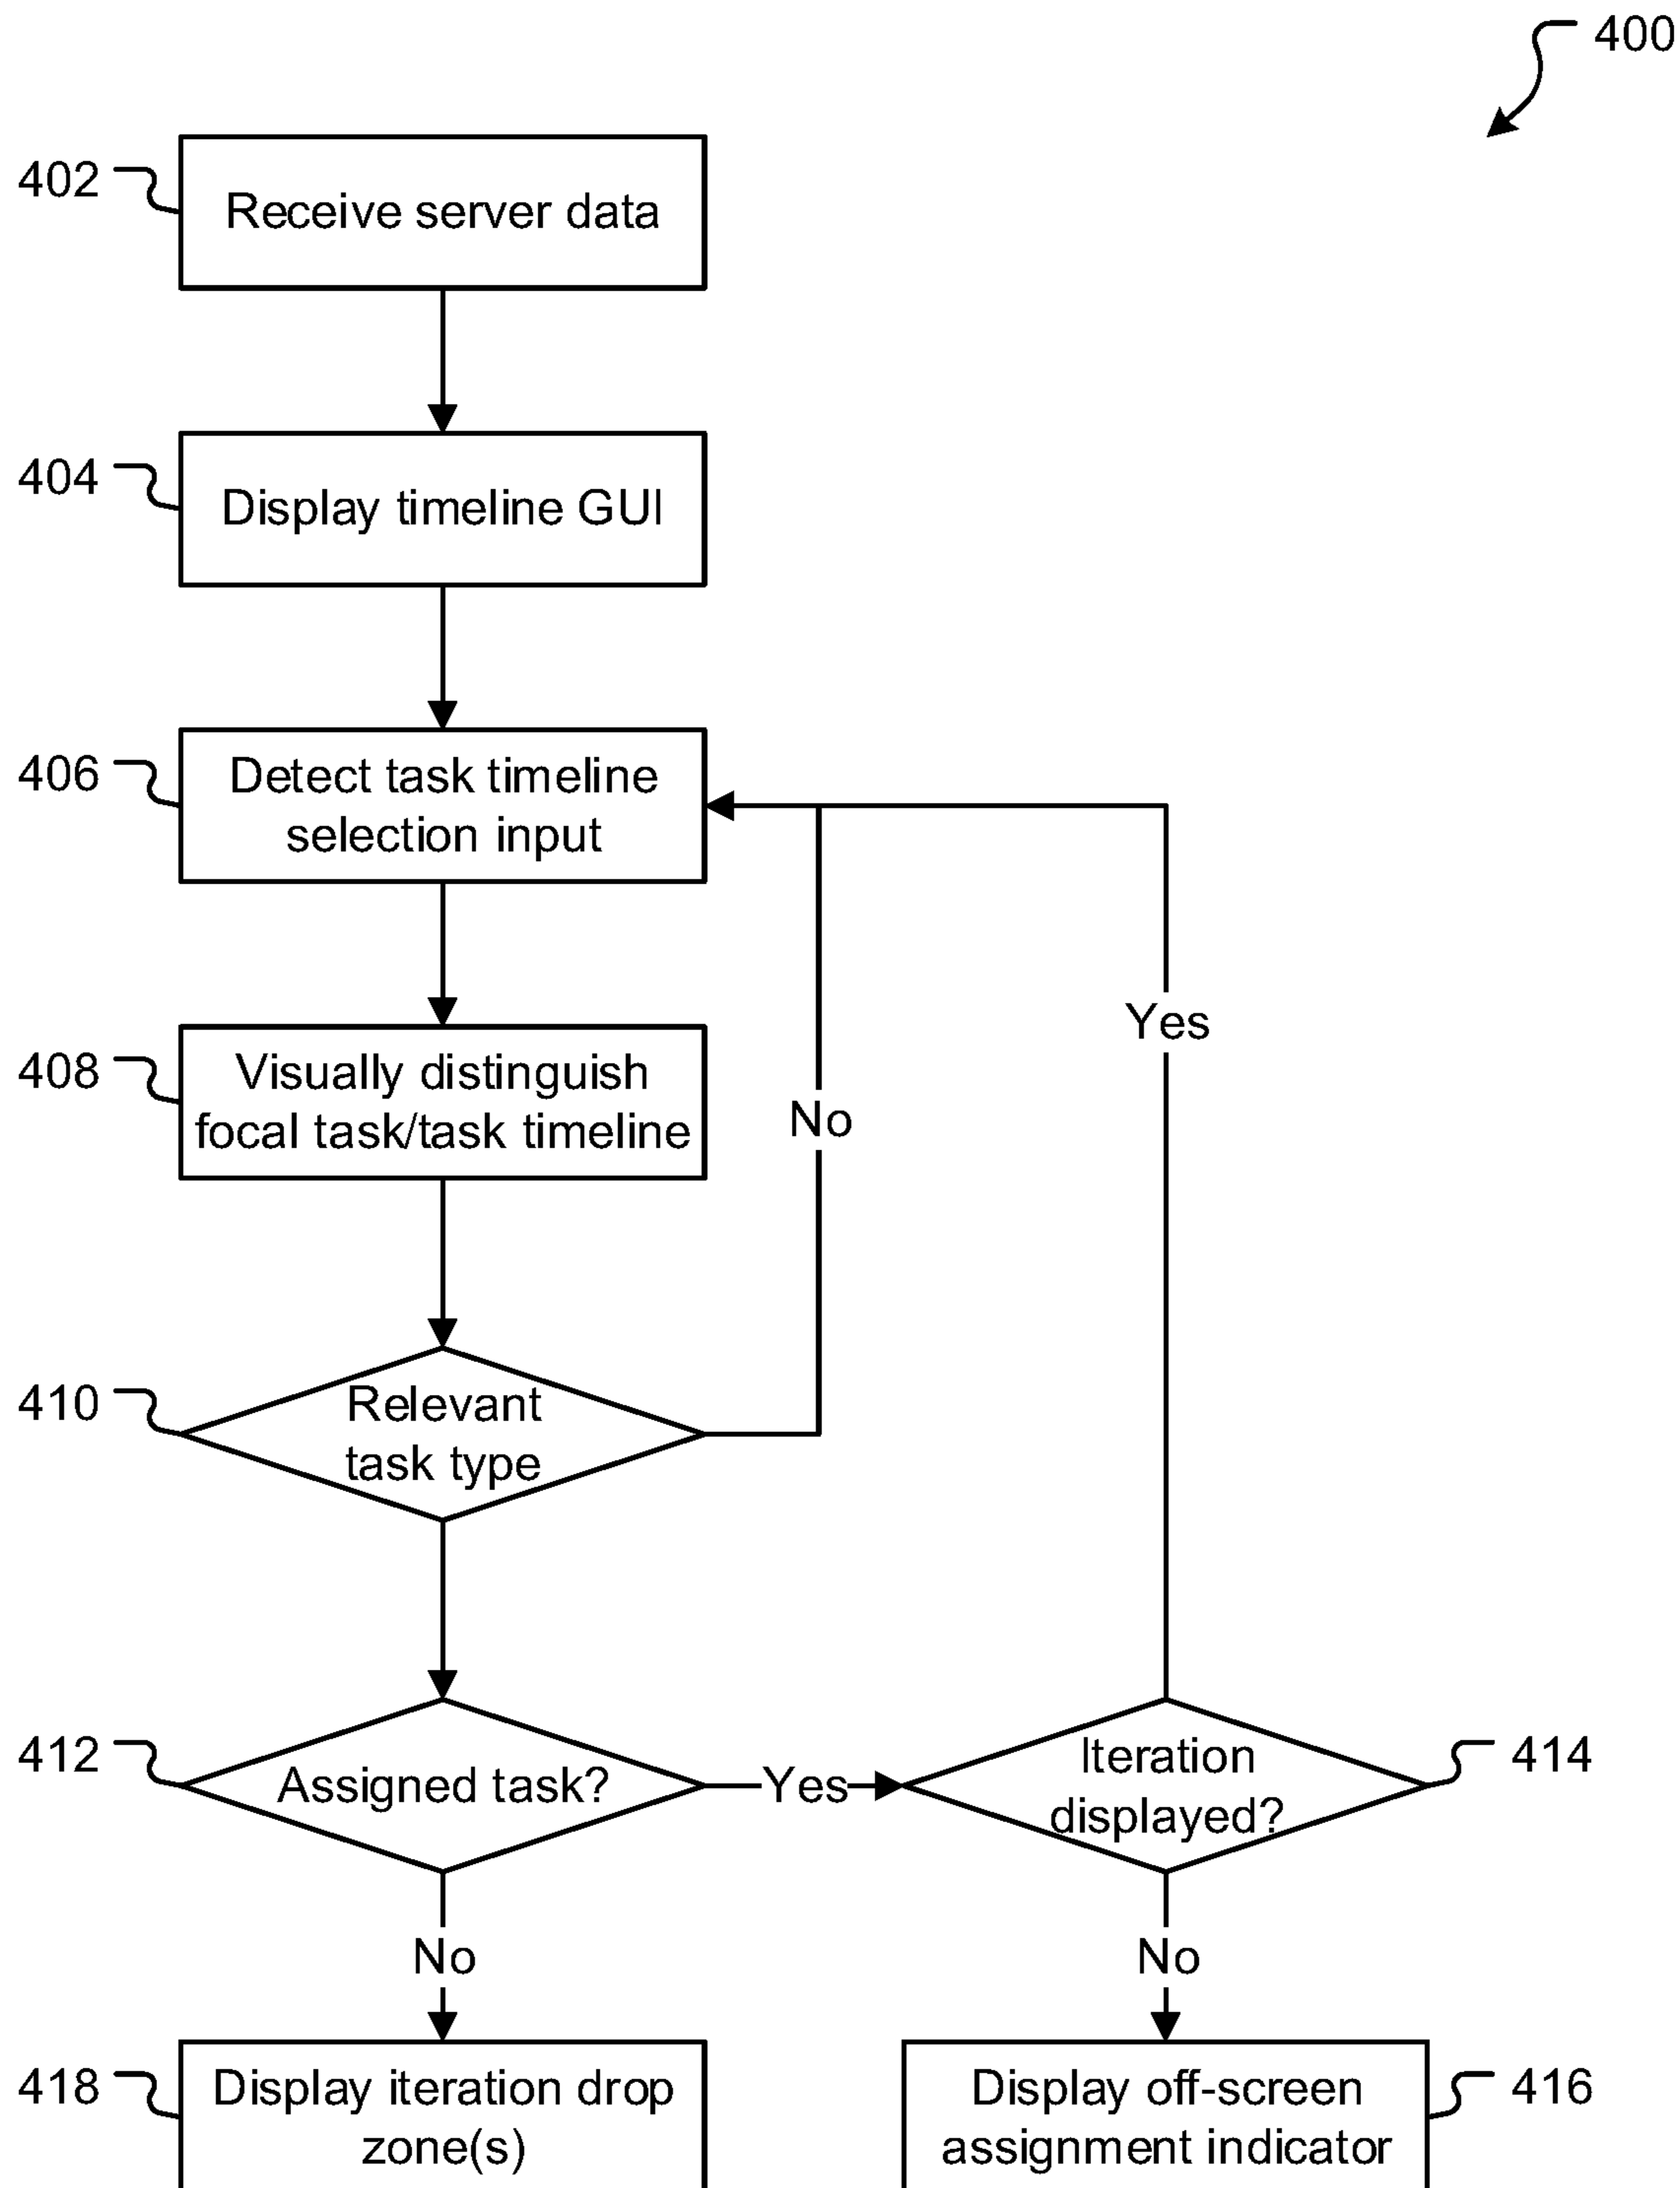 400
402
Receive server data
404
Display timeline GUI
406
Detect task timeline
selection input
408
Visually distinguish
focal task/task timeline
No
Yes
410
Relevant
task type
412
Assigned task?
Yes
Iteration
displayed?
414
No
No
418
Display iteration drop
zone(s)
Display off-screen
assignment indicator
416